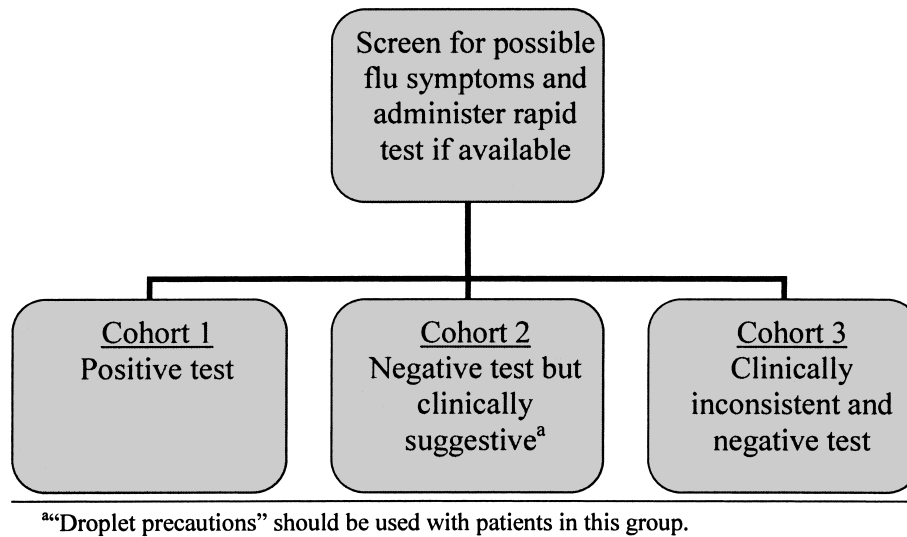 Screen for possible
flu symptoms and
administer rapid
test if available
Cohort 1
Positive test
Cohort 2
Negative test but
clinically
suggestiveᵃ
Cohort 3
Clinically
inconsistent and
negative test
ᵃ“Droplet precautions” should be used with patients in this group.